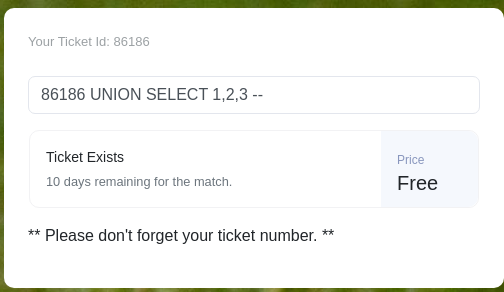 Your Ticket Id: 86186
86186 UNION SELECT 1,2,3 --
Ticket Exists
10 days remaining for the match.
Price
Free
** Please don't forget your ticket number. **